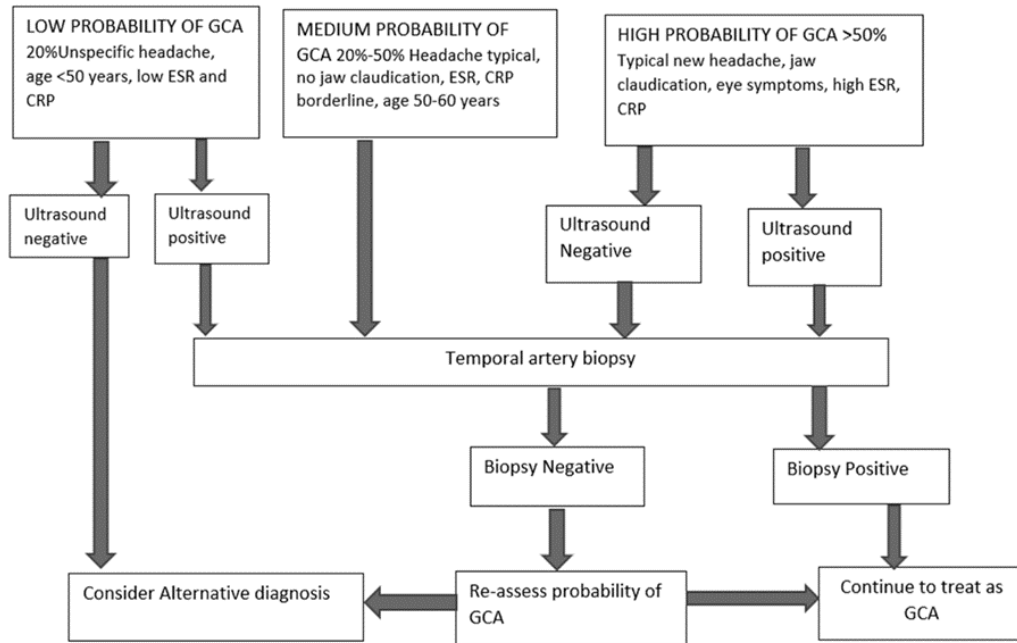 LOW PROBABILITY OF GCA
20%Unspecific headache,
age <50 years, low ESR and
CRP
MEDIUM PROBABILITY OF
GCA 20%-50% Headache typical,
no jaw claudication, ESR, CRP
borderline, age 50-60 years
HIGH PROBABILITY OF GCA >50%
Typical new headache, jaw
claudication, eye symptoms, high ESR,
CRP
Ultrasound
negative
Ultrasound
positive
Ultrasound
Negative
Ultrasound
positive
Temporal artery biopsy
Biopsy Negative
Biopsy Positive
Consider Alternative diagnosis
Re-assess probability of
GCA
Continue to treat as
GCA